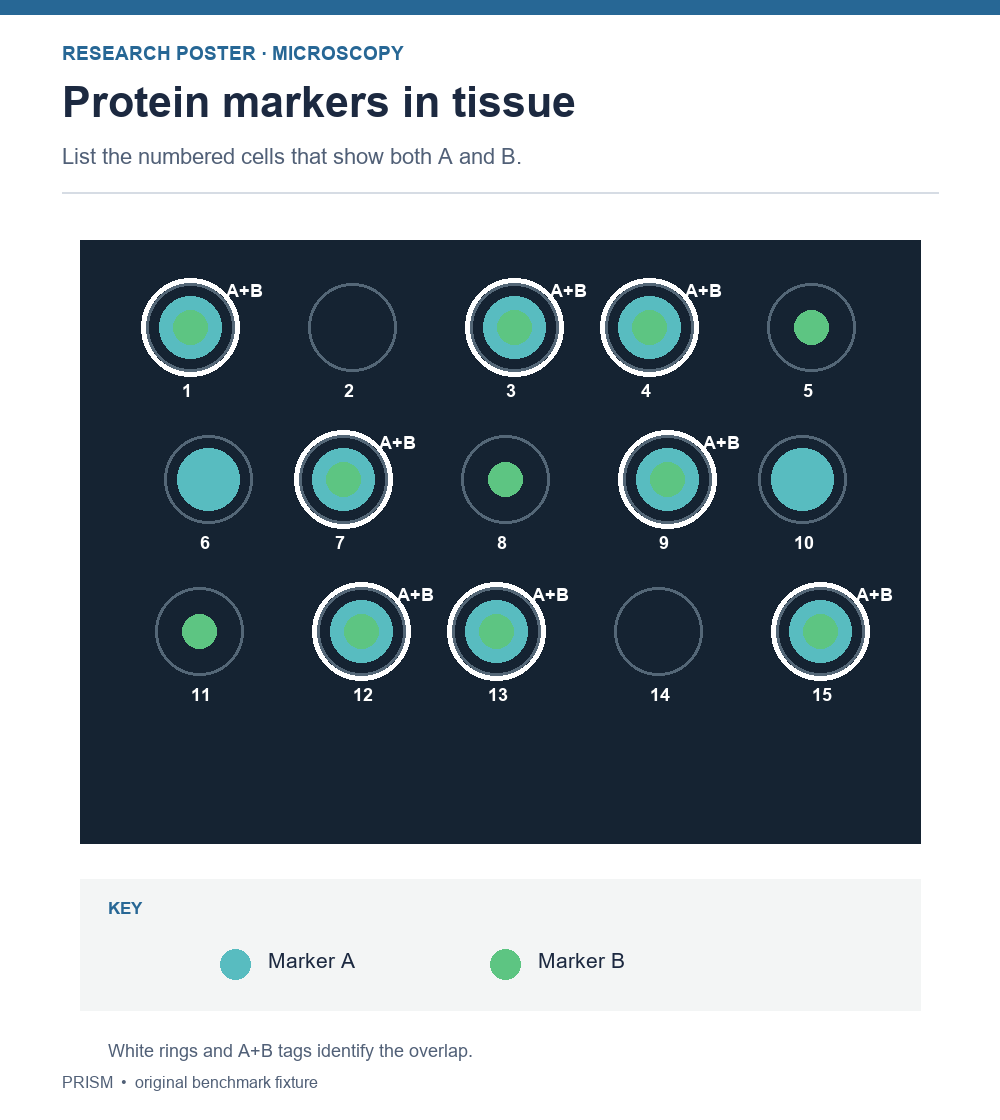 RESEARCH POSTER · MICROSCOPY
Protein markers in tissue
List the numbered cells that show both A and B.
A+B A+B A+B
1 2 3 4 5
A+B A+B
6 7 8 9 10
A+B A+B A+B
11 12 13 14 15
KEY
Marker A Marker B
White rings and A+B tags identify the overlap.
PRISM • original benchmark fixture